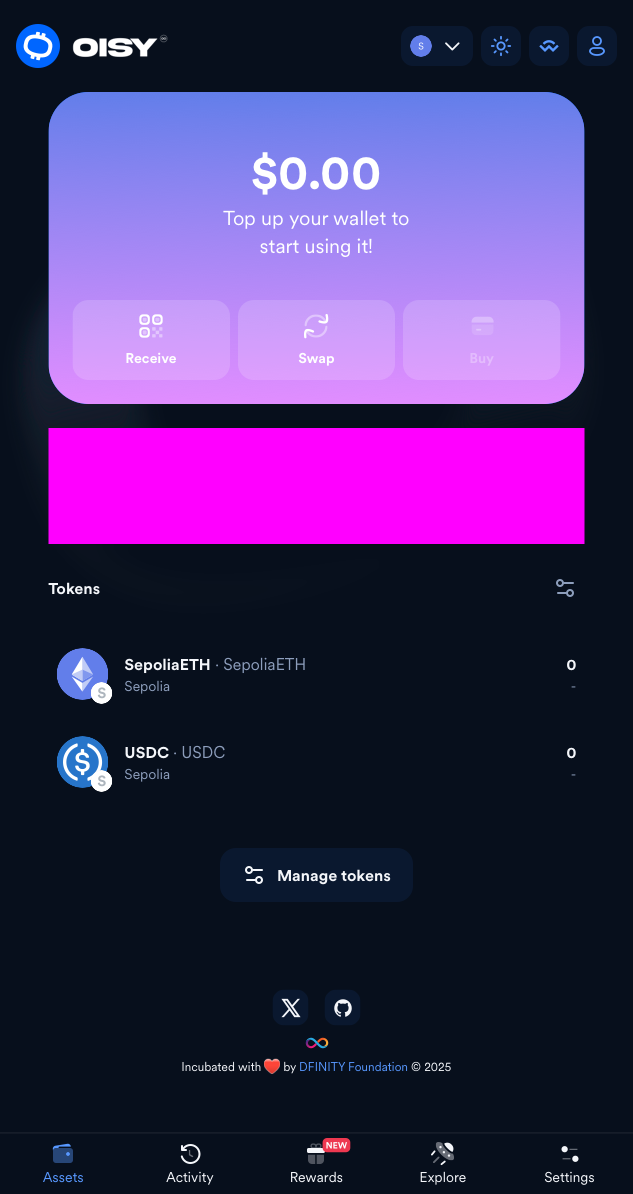 OISY
S
$0.00
Top up your wallet to
start using it!
Receive
Swap
Buy
Tokens
SepoliaETH · SepoliaETH
0
Sepolia
-
S
USDC · USDC
0
Sepolia
-
S
Manage tokens
Incubated with ❤️ by DFINITY Foundation © 2025
NEW
Assets
Activity
Rewards
Explore
Settings